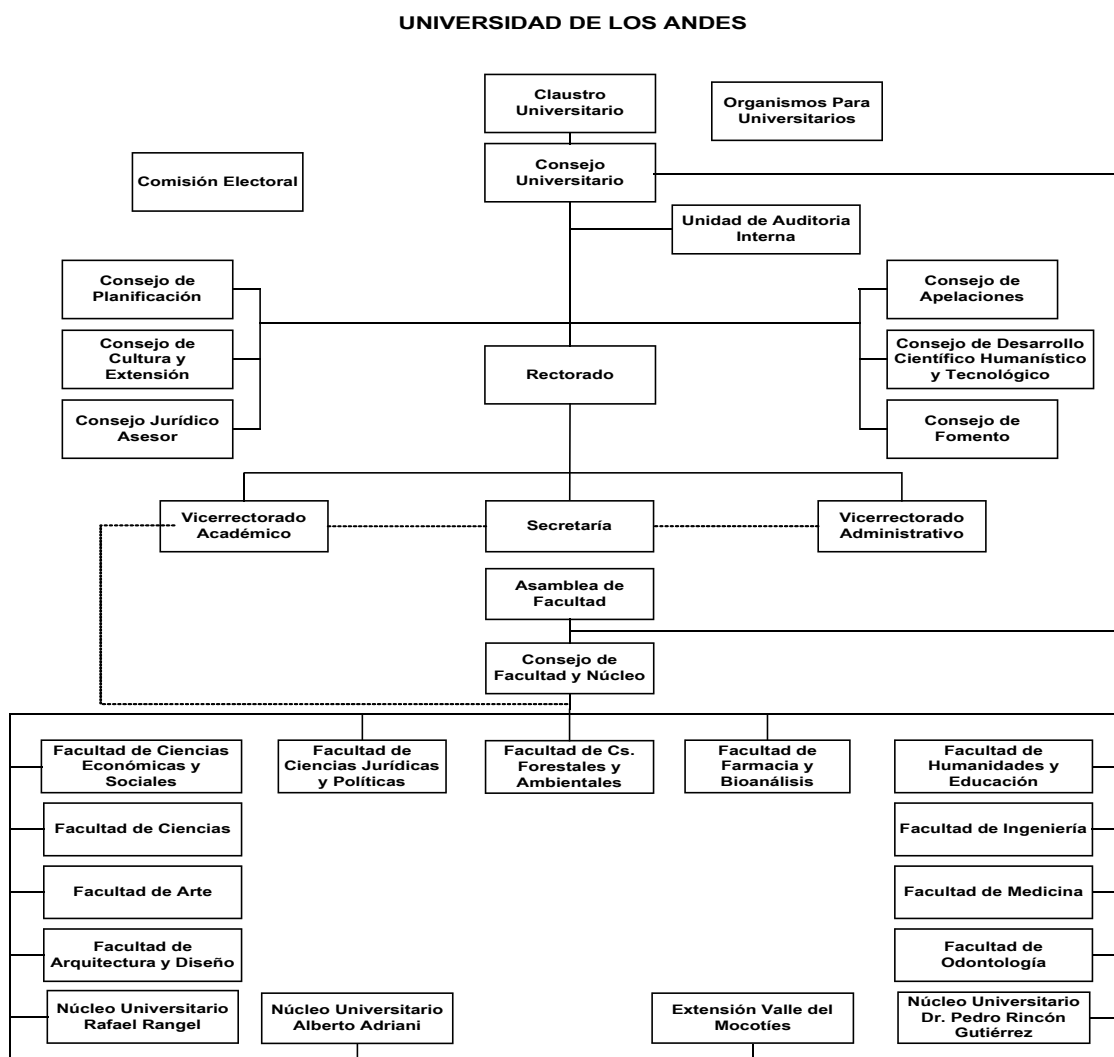 UNIVERSIDAD DE LOS ANDES
Claustro
Universitario
Organismos Para
Universitarios
Consejo
Universitario
Comisión Electoral
Unidad de Auditoria
Interna
Consejo de
Planificación
Consejo de
Apelaciones
Consejo de
Cultura y
Extensión
Rectorado
Consejo de Desarrollo
Científico Humanístico
y Tecnológico
Consejo Jurídico
Asesor
Consejo de
Fomento
Vicerrectorado
Académico
Secretaría
Vicerrectorado
Administrativo
Asamblea de
Facultad
Consejo de
Facultad y Núcleo
Facultad de Ciencias
Económicas y
Sociales
Facultad de
Ciencias Jurídicas
y Políticas
Facultad de Cs.
Forestales y
Ambientales
Facultad de
Farmacia y
Bioanálisis
Facultad de
Humanidades y
Educación
Facultad de Ciencias
Facultad de Ingeniería
Facultad de Arte
Facultad de Medicina
Facultad de
Arquitectura y Diseño
Facultad de
Odontología
Núcleo Universitario
Rafael Rangel
Núcleo Universitario
Alberto Adriani
Extensión Valle del
Mocotíes
Núcleo Universitario
Dr. Pedro Rincón
Gutiérrez